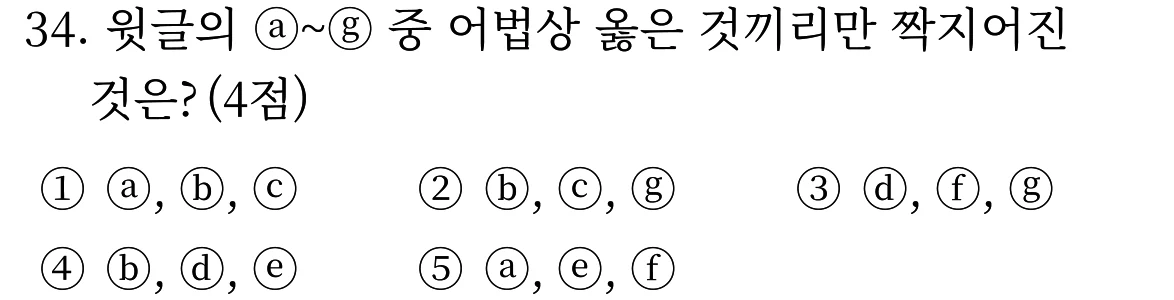 34. 윗글의 ⓐ~ⓖ 중 어법상 옳은 것끼리만 짝지어진
것은? (4점)
① ⓐ, ⓑ, ⓒ ② ⓑ, ⓒ, ⓖ ③ ⓓ, ⓕ, ⓖ
④ ⓑ, ⓓ, ⓔ ⑤ ⓐ, ⓔ, ⓕ